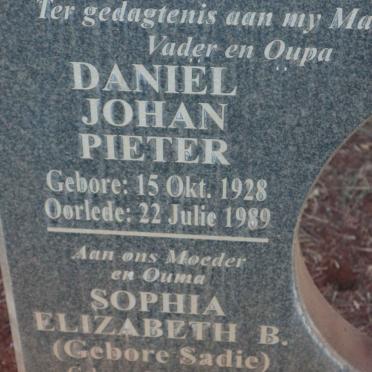 Ter gedagtenis aan my Ma
Vader en Oupa
DANIËL
JOHAN
PIETER
Gebore: 15 Okt. 1928
Oorlede: 22 Julie 1989
Aan ons Moeder
en Ouma
SOPHIA
ELIZABETH B.
(Gebore Sadie)